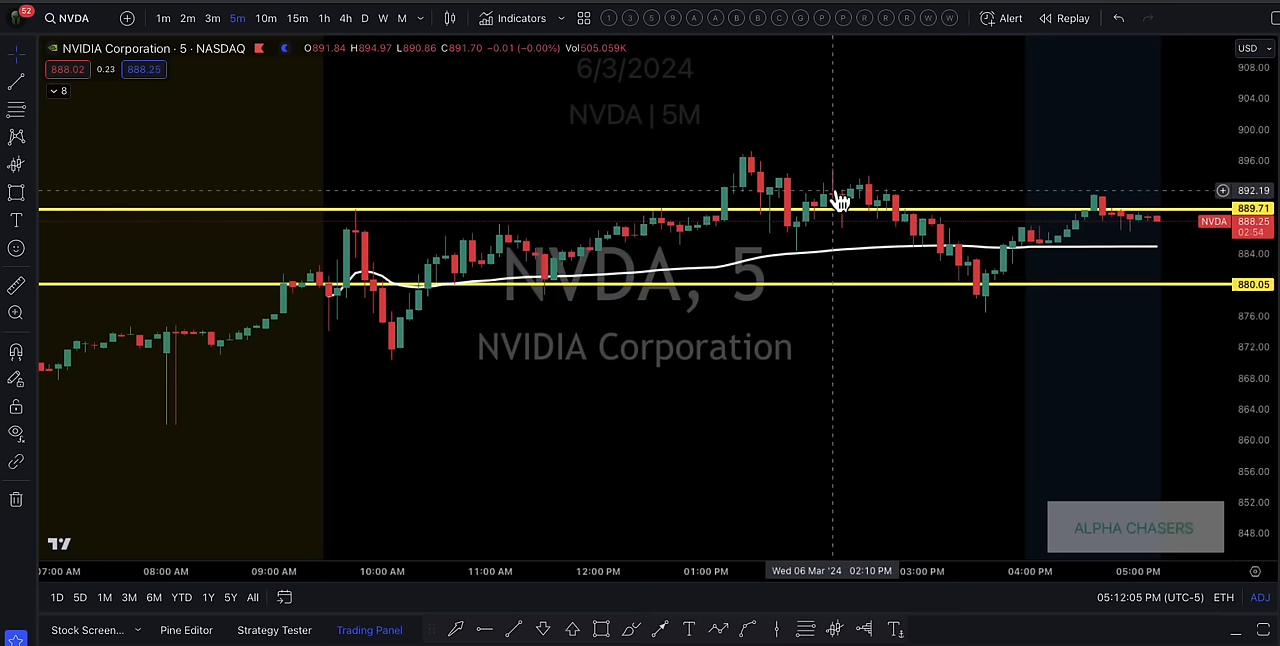 52
NVDA
1m 2m 3m 5m 10m 15m 1h 4h D W M
Indicators
1 3 5 9 A A B B C G P P R R R W W
Alert
Replay
NVIDIA Corporation · 5 · NASDAQ
O891.84 H894.97 L890.86 C891.70 −0.01 (−0.00%) Vol505.059K
USD
888.02 0.23 888.25
8
6/3/2024
NVDA | 5M
NVDA, 5
NVIDIA Corporation
908.00
904.00
900.00
896.00
892.19
889.71
NVDA 888.25
02:54
884.00
880.05
876.00
872.00
868.00
864.00
860.00
856.00
852.00
848.00
ALPHA CHASERS
07:00 AM 08:00 AM 09:00 AM 10:00 AM 11:00 AM 12:00 PM 01:00 PM Wed 06 Mar '24 02:10 PM 03:00 PM 04:00 PM 05:00 PM
1D 5D 1M 3M 6M YTD 1Y 5Y All
05:12:05 PM (UTC-5) ETH ADJ
Stock Screen... Pine Editor Strategy Tester Trading Panel